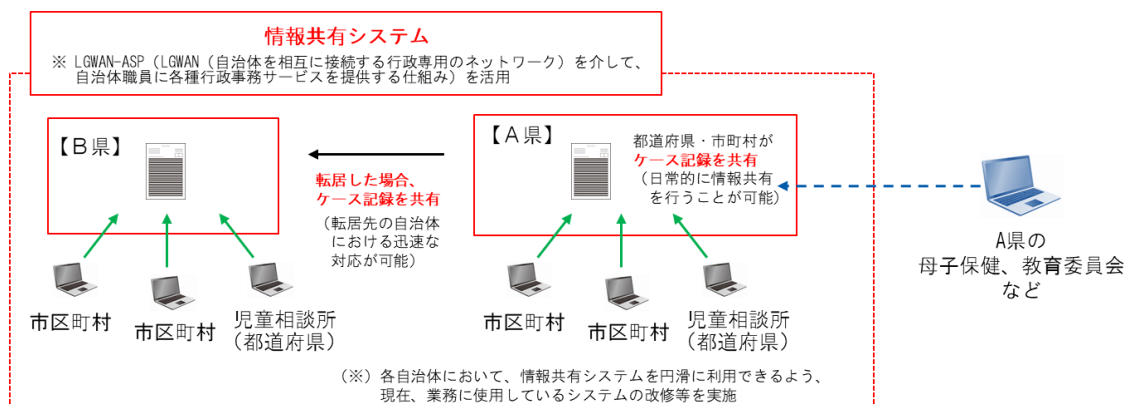 情報共有システム
※ LGWAN-ASP（LGWAN（自治体を相互に接続する行政専用のネットワーク）を介して、
自治体職員に各種行政事務サービスを提供する仕組み）を活用
【Ｂ県】
転居した場合、
ケース記録を共有
（転居先の自治体
における迅速な
対応が可能）
【Ａ県】
都道府県・市町村が
ケース記録を共有
（日常的に情報共有
を行うことが可能）
A県の
母子保健、教育委員会
など
市区町村
市区町村
児童相談所
（都道府県）
市区町村
市区町村
児童相談所
（都道府県）
（※）各自治体において、情報共有システムを円滑に利用できるよう、
現在、業務に使用しているシステムの改修等を実施